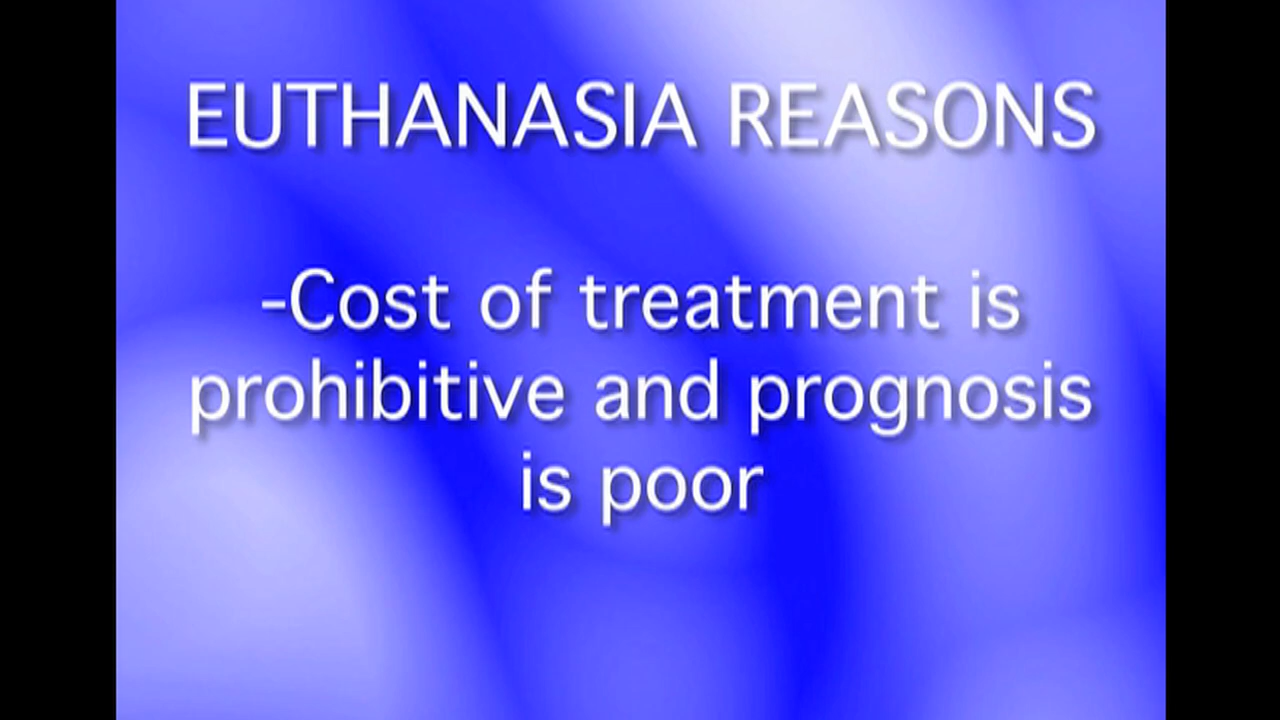 EUTHANASIA REASONS
-Cost of treatment is
prohibitive and prognosis
is poor